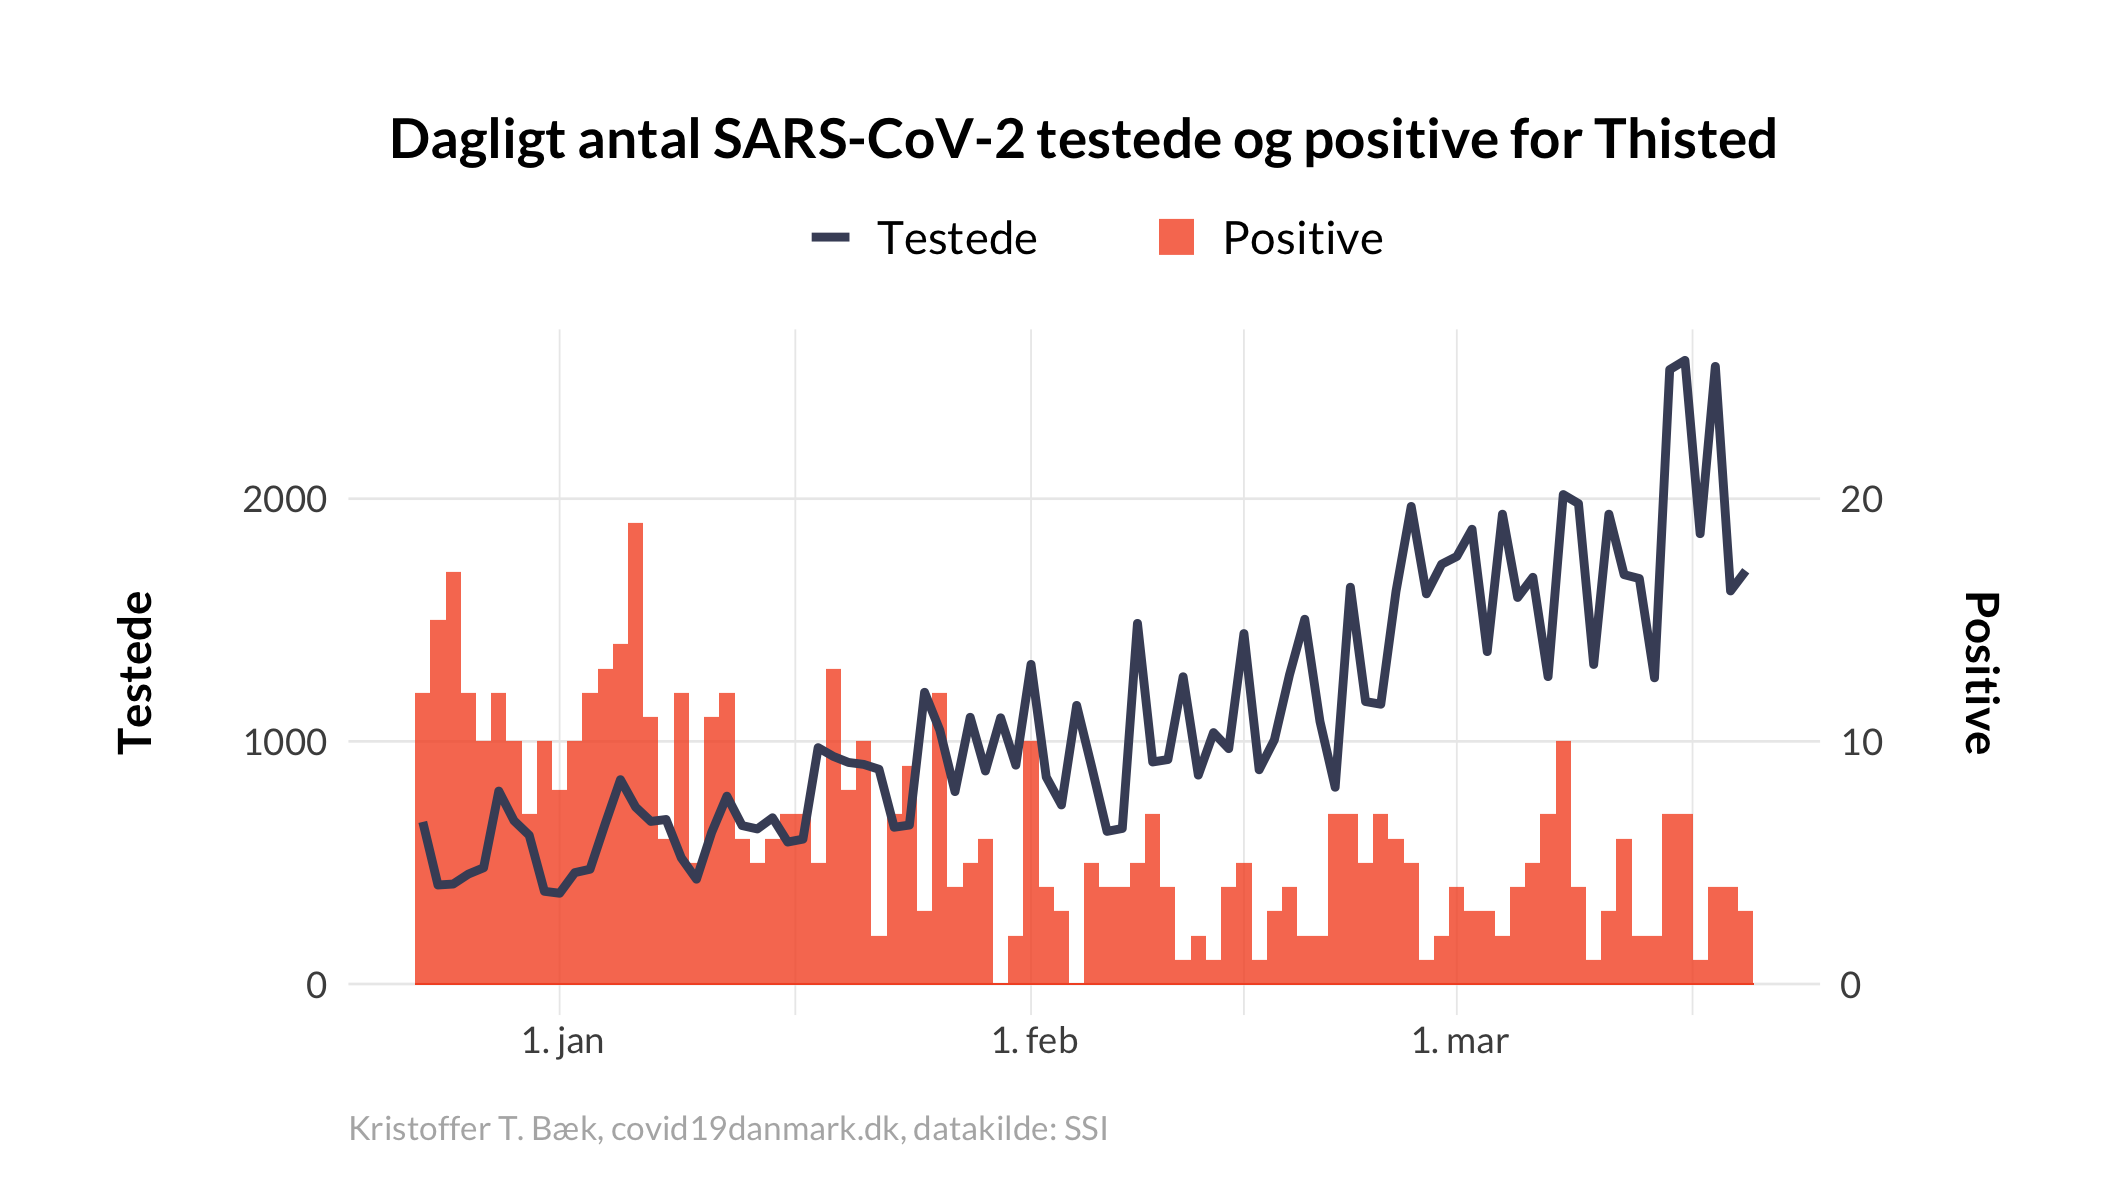 Dagligt antal SARS-CoV-2 testede og positive for Thisted
Testede Positive
Testede
2000
1000
0
20
10
0
Positive
1. jan 1. feb 1. mar
Kristoffer T. Bæk, covid19danmark.dk, datakilde: SSI